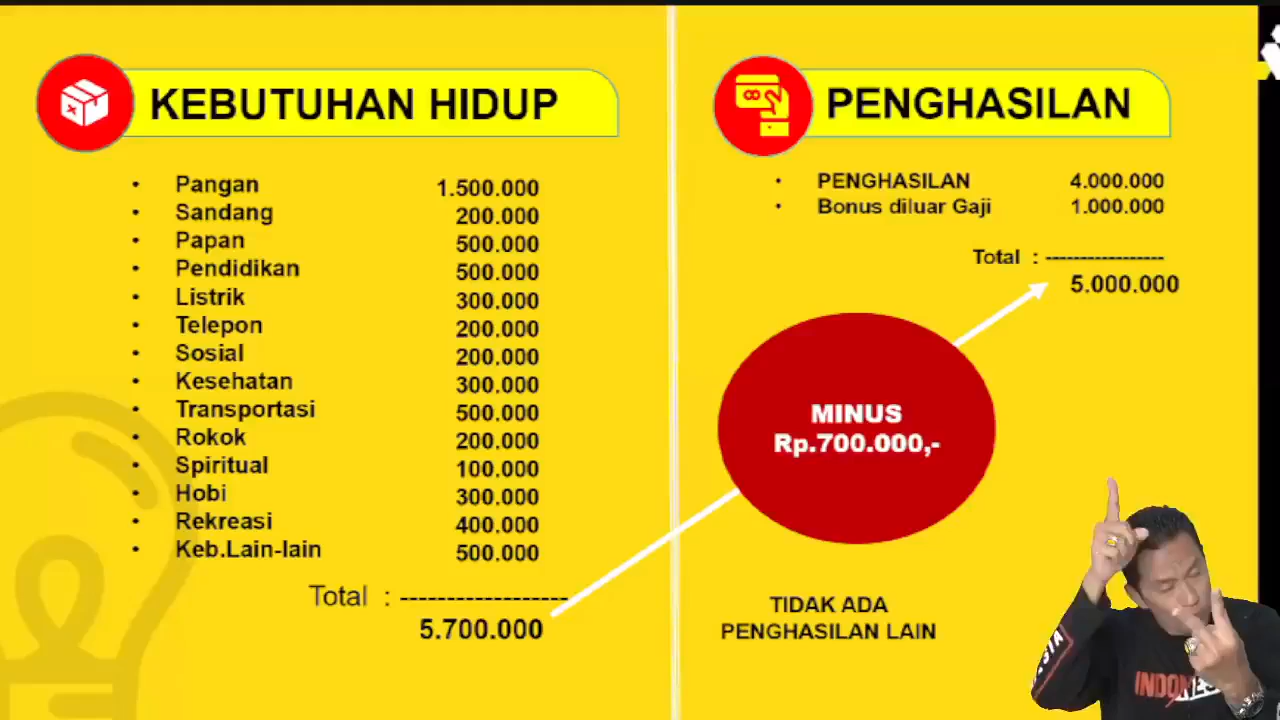 KEBUTUHAN HIDUP
• Pangan 1.500.000
• Sandang 200.000
• Papan 500.000
• Pendidikan 500.000
• Listrik 300.000
• Telepon 200.000
• Sosial 200.000
• Kesehatan 300.000
• Transportasi 500.000
• Rokok 200.000
• Spiritual 100.000
• Hobi 300.000
• Rekreasi 400.000
• Keb.Lain-lain 500.000
Total : ------------------
5.700.000
PENGHASILAN
• PENGHASILAN 4.000.000
• Bonus diluar Gaji 1.000.000
Total : -----------------
5.000.000
MINUS
Rp.700.000,-
TIDAK ADA
PENGHASILAN LAIN